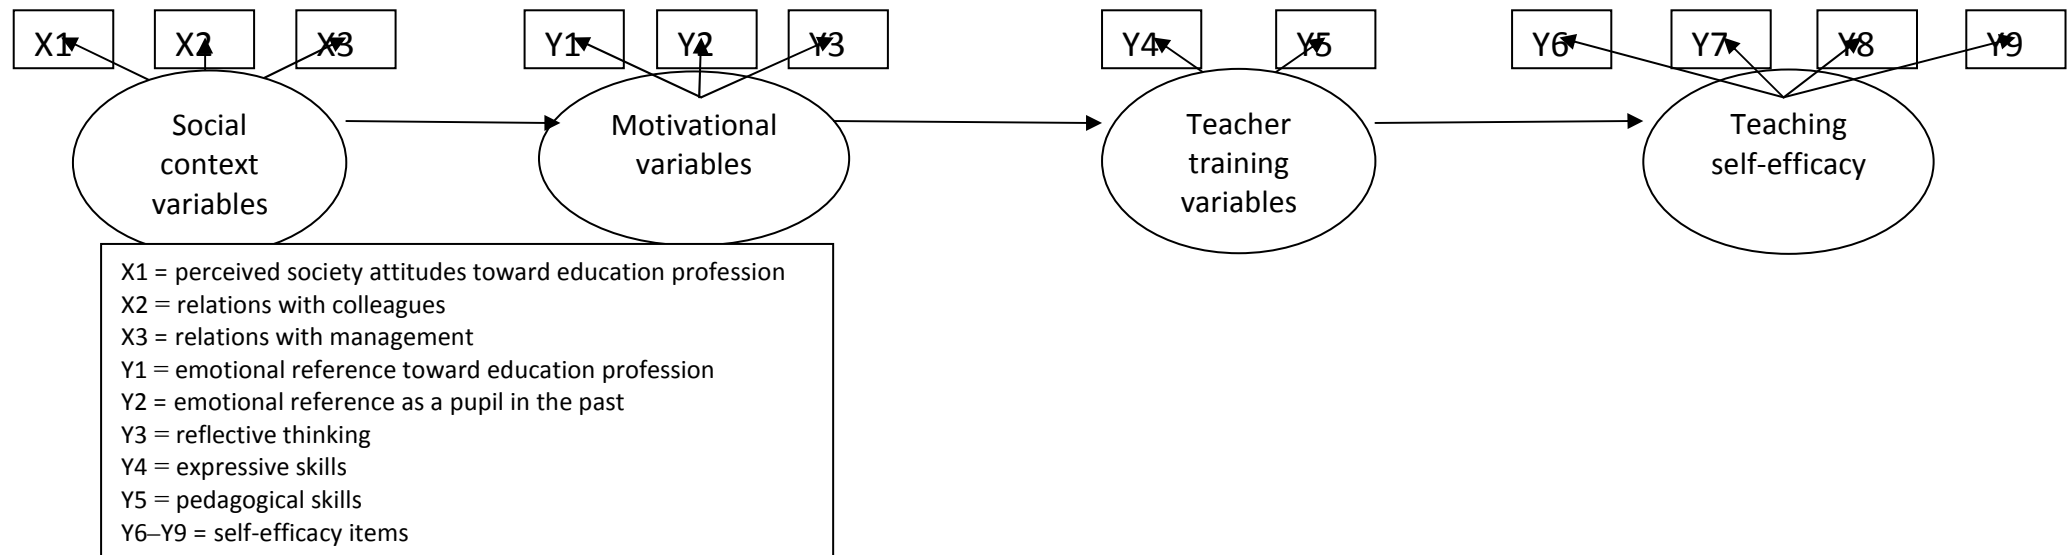 X1 X2 X3 Y1 Y2 Y3 Y4 Y5 Y6 Y7 Y8 Y9
Social
context
variables
Motivational
variables
Teacher
training
variables
Teaching
self-efficacy
X1 = perceived society attitudes toward education profession
X2 = relations with colleagues
X3 = relations with management
Y1 = emotional reference toward education profession
Y2 = emotional reference as a pupil in the past
Y3 = reflective thinking
Y4 = expressive skills
Y5 = pedagogical skills
Y6–Y9 = self-efficacy items